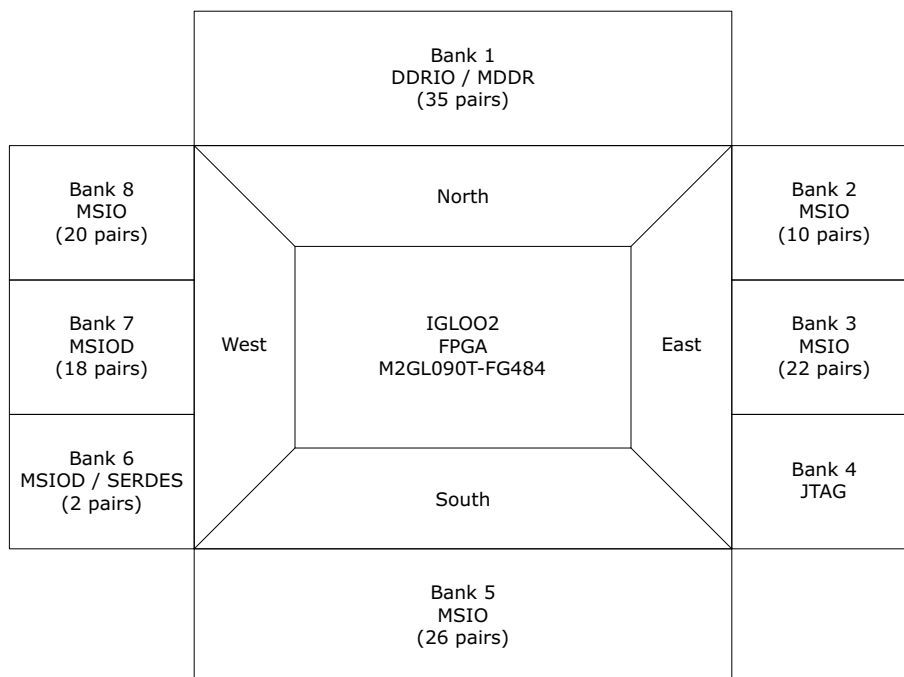 Bank 1
DDRIO / MDDR
(35 pairs)
Bank 8
MSIO
(20 pairs)
North
Bank 2
MSIO
(10 pairs)
Bank 7
MSIOD
(18 pairs)
West
IGLOO2
FPGA
M2GL090T-FG484
East
Bank 3
MSIO
(22 pairs)
Bank 6
MSIOD / SERDES
(2 pairs)
South
Bank 4
JTAG
Bank 5
MSIO
(26 pairs)